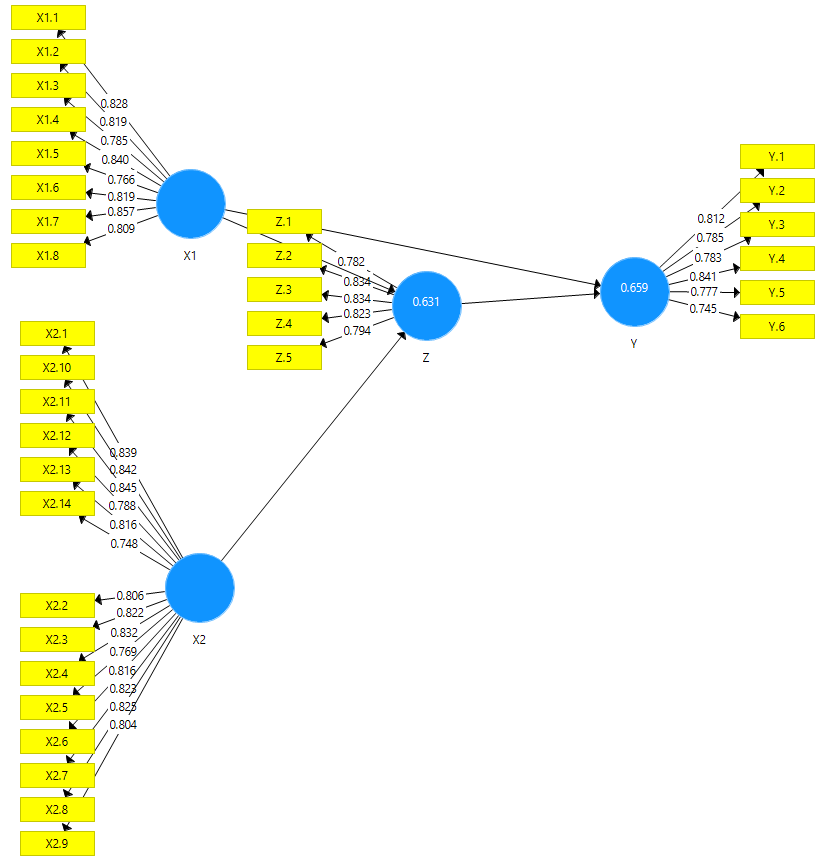 X1.1
X1.2
X1.3
X1.4
X1.5
X1.6
X1.7
X1.8
0.828
0.819
0.785
0.840
0.766
0.819
0.857
0.809
X1
Z.1
Z.2
Z.3
Z.4
Z.5
0.782
0.834
0.834
0.823
0.794
0.631
Z
0.659
Y
0.812
0.785
0.783
0.841
0.777
0.745
Y.1
Y.2
Y.3
Y.4
Y.5
Y.6
X2.1
X2.10
X2.11
X2.12
X2.13
X2.14
0.839
0.842
0.845
0.788
0.816
0.748
X2.2
X2.3
X2.4
X2.5
X2.6
X2.7
X2.8
X2.9
0.806
0.822
0.832
0.769
0.816
0.823
0.825
0.804
X2